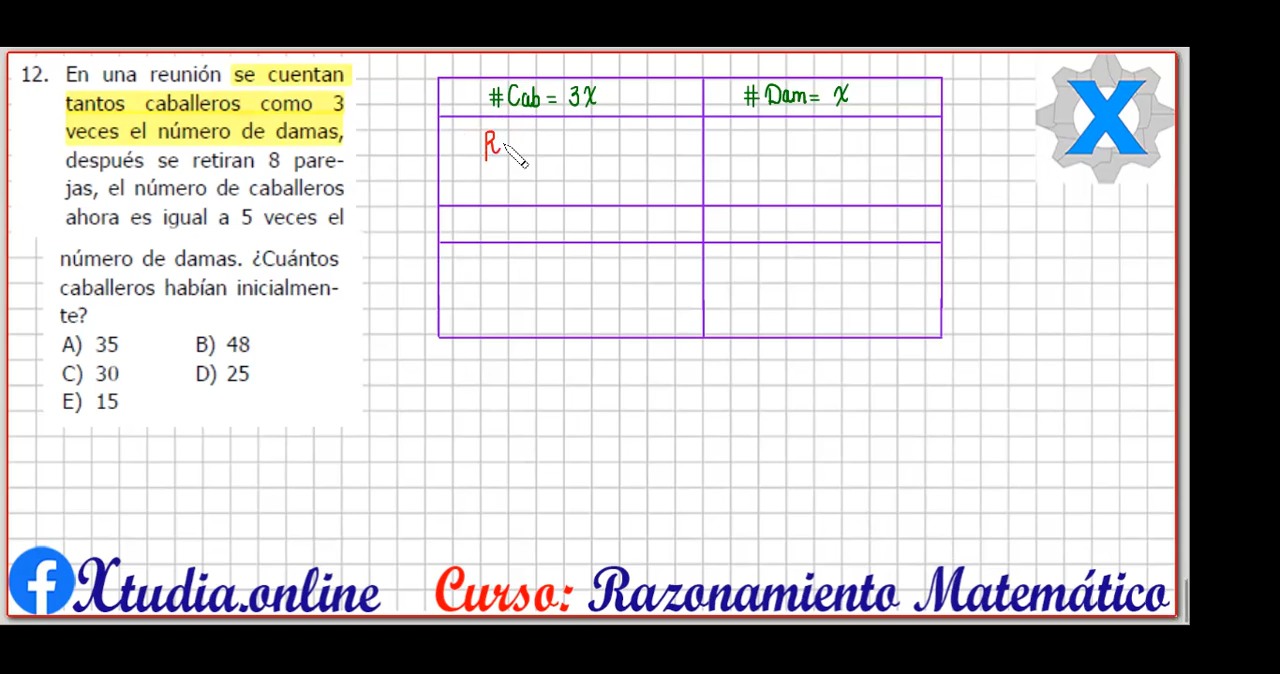 12. En una reunión se cuentan
tantos caballeros como 3
veces el número de damas,
después se retiran 8 pare-
jas, el número de caballeros
ahora es igual a 5 veces el
número de damas. ¿Cuántos
caballeros habían inicialmen-
te?
A) 35 B) 48
C) 30 D) 25
E) 15
#Cab = 3X #Dam = X
R
X
f Xtudia.online Curso: Razonamiento Matemático